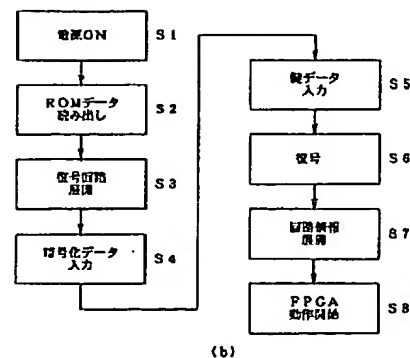 電源ON
S1
ROMデータ
読み出し
S2
復号回路
展開
S3
暗号化データ
入力
S4
鍵データ
入力
S5
復号
S6
回路情報
展開
S7
FPGA
動作開始
S8
(b)